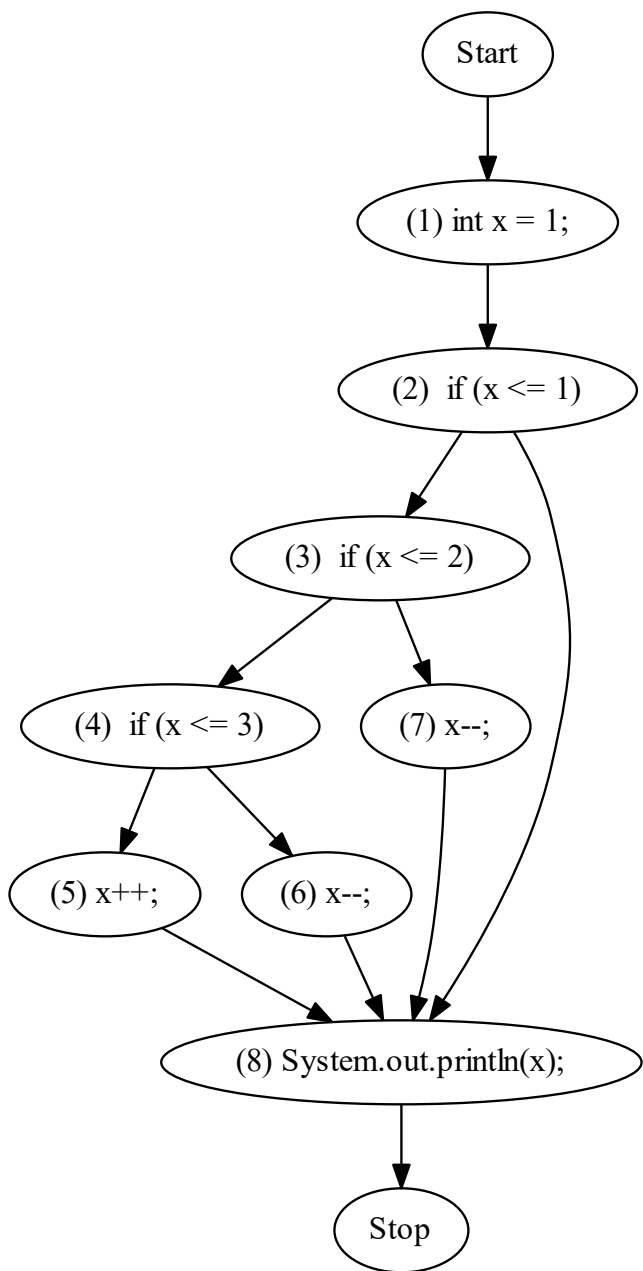 Start
(1) int x = 1;
(2)  if (x <= 1)
(3)  if (x <= 2)
(4)  if (x <= 3)
(7) x--;
(5) x++;
(6) x--;
(8) System.out.println(x);
Stop